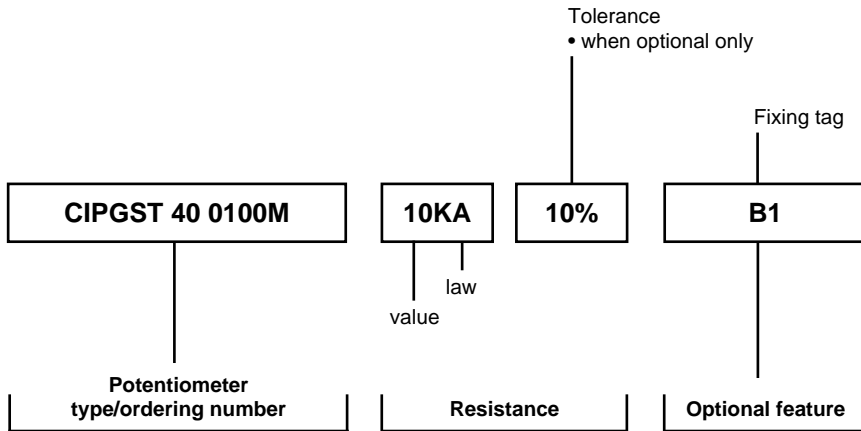 Tolerance
• when optional only
Fixing tag
CIPGST 40 0100M
10KA
10%
B1
law
value
Potentiometer
type/ordering number
Resistance
Optional feature